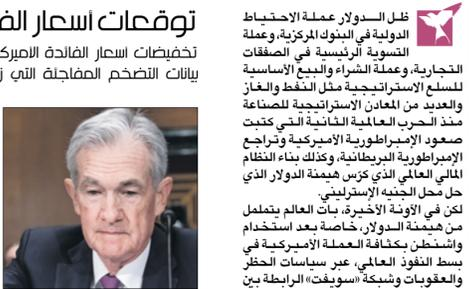 توقعات أسعار الف
تخفيضات أسعار الفائدة الأميرك
بيانات التضخم المفاجئة التي ز
ظل الدولار عملة الاحتياط
الدولية في البنوك المركزية، وعملة
التسوية الرئيسية في الصفقات
التجارية، وعملة الشراء والبيع الأساسية
للسلع الاستراتيجية مثل النفط والغاز
والعديد من المعادن الاستراتيجية للصناعة
منذ الحرب العالمية الثانية التي كتبت
صعود الإمبراطورية الأميركية وتراجع
الإمبراطورية البريطانية، وكذلك بناء النظام
المالي العالمي الذي كرّس هيمنة الدولار الذي
حل محل الجنيه الإسترليني.
لكن في الآونة الأخيرة، بات العالم يتململ
من هيمنة الدولار، خاصة بعد استخدام
واشنطن بكثافة العملة الأميركية في
بسط النفوذ العالمي، عبر سياسات الحظر
والعقوبات وشبكة «سويفت» الرابطة بين